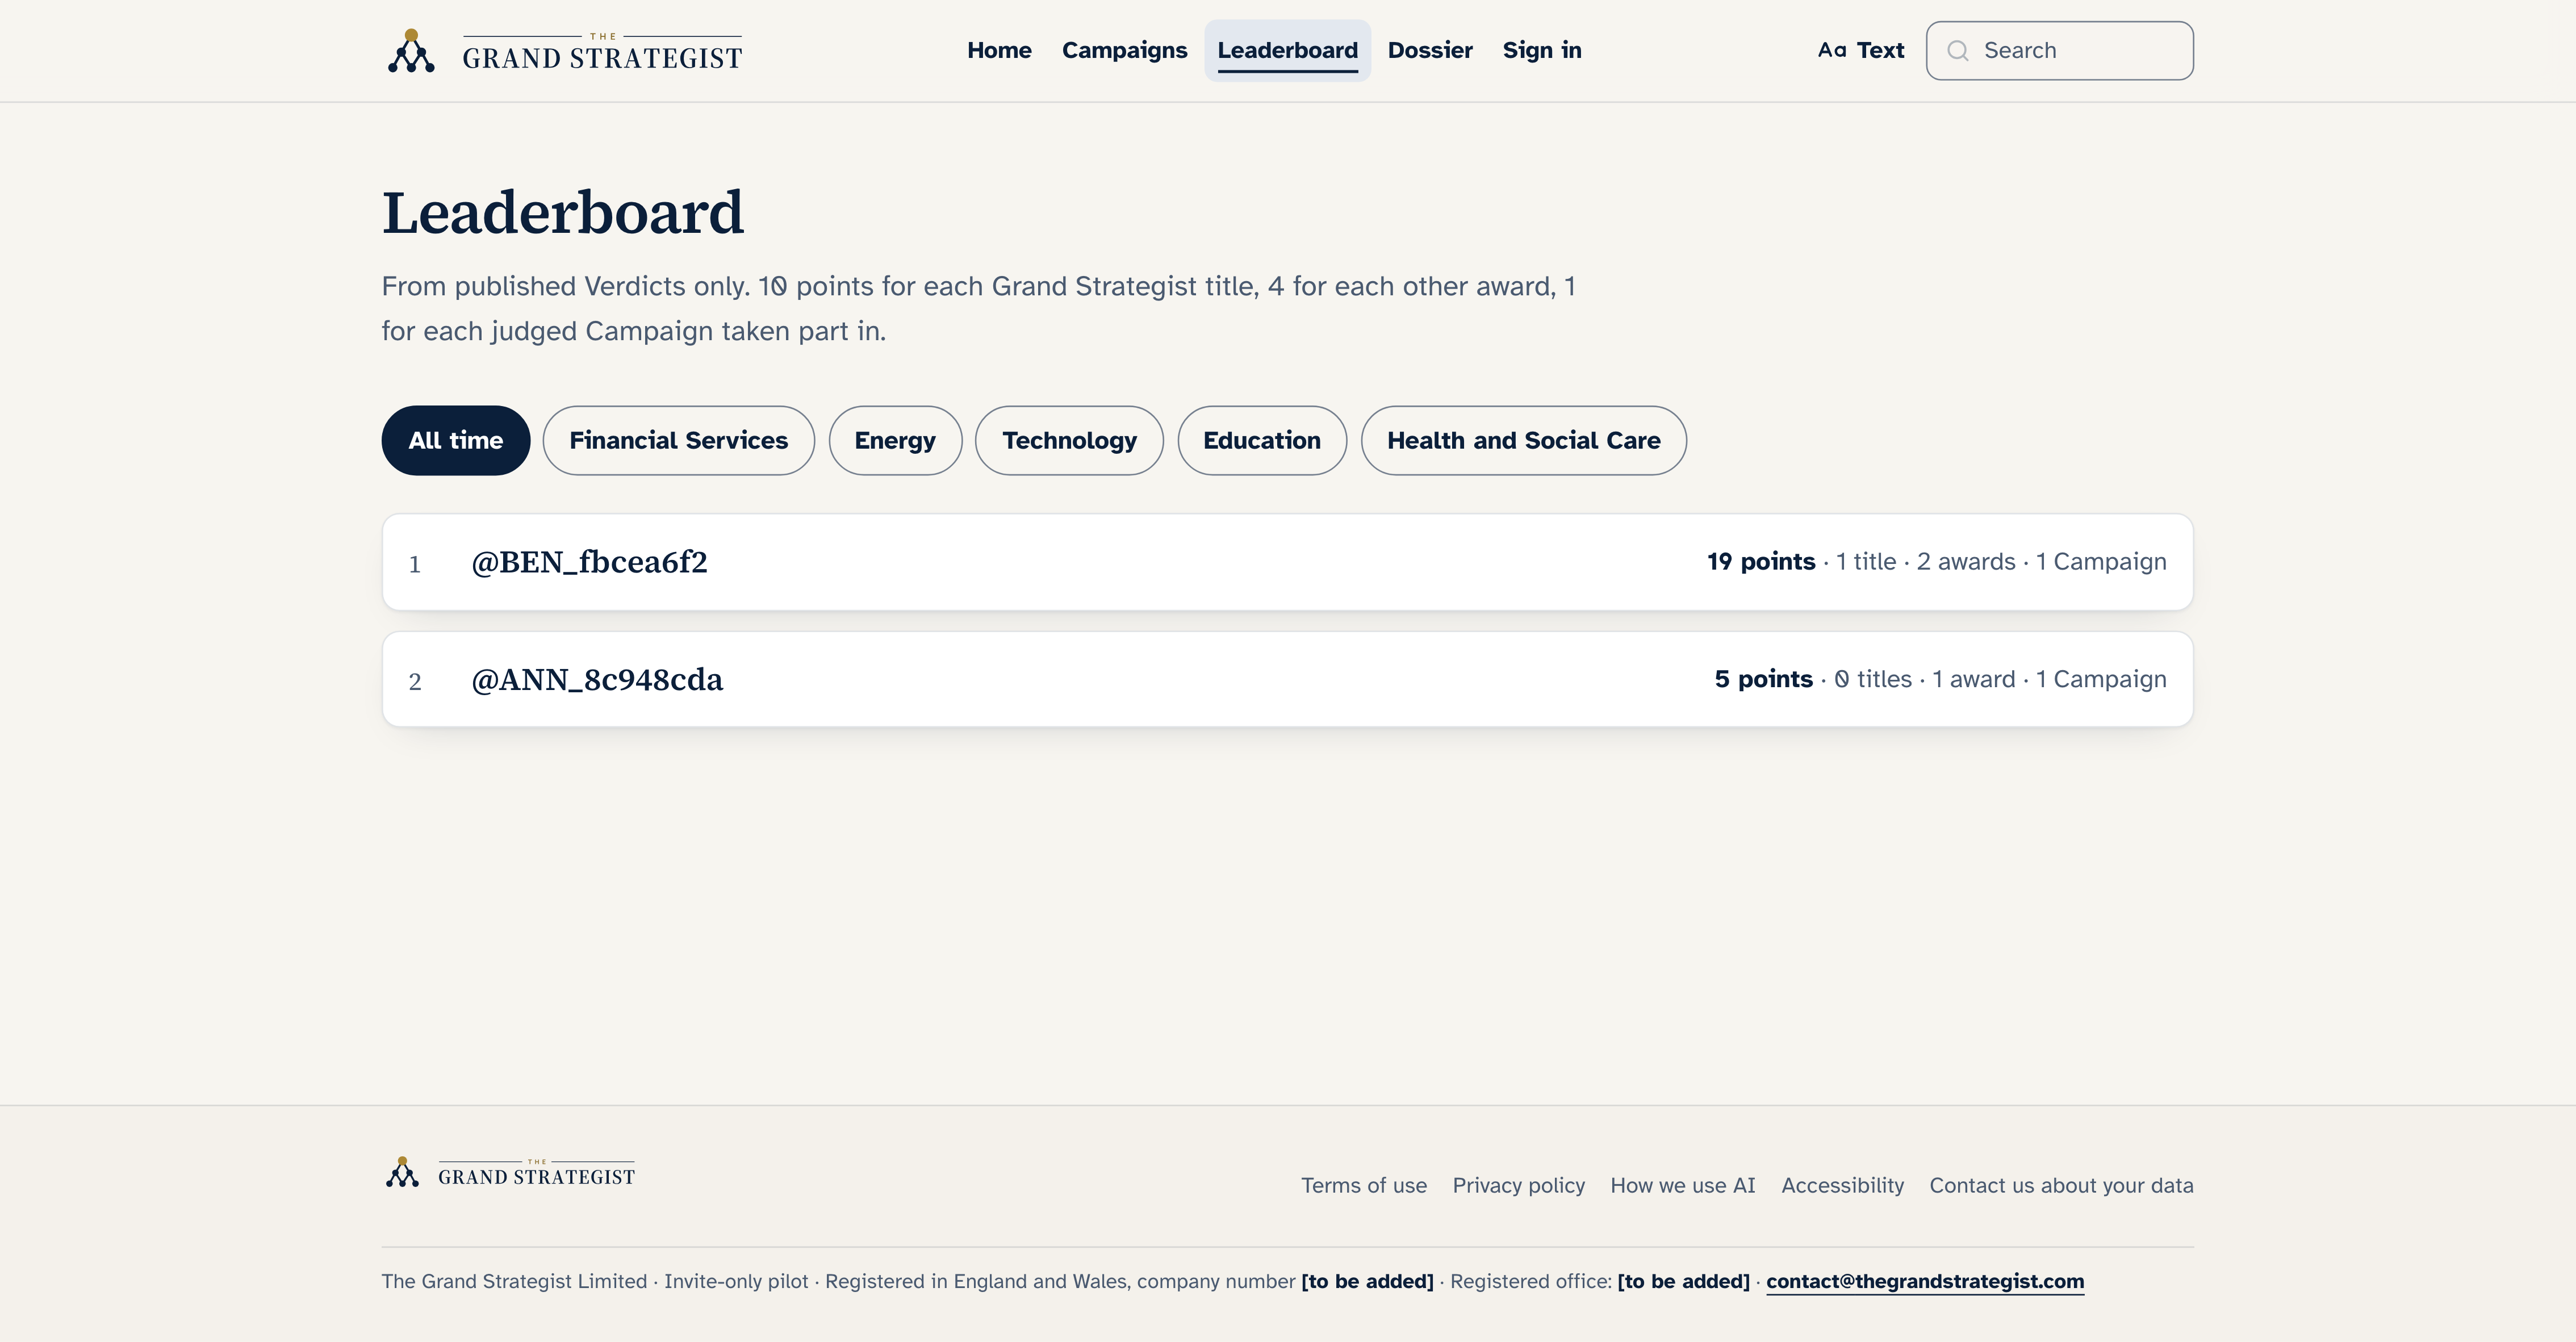 THE
GRAND STRATEGIST
Home Campaigns Leaderboard Dossier Sign in
Aa Text
Search
Leaderboard
From published Verdicts only. 10 points for each Grand Strategist title, 4 for each other award, 1
for each judged Campaign taken part in.
All time Financial Services Energy Technology Education Health and Social Care
1 @BEN_fbcea6f2 19 points · 1 title · 2 awards · 1 Campaign
2 @ANN_8c948cda 5 points · 0 titles · 1 award · 1 Campaign
THE
GRAND STRATEGIST
Terms of use Privacy policy How we use AI Accessibility Contact us about your data
The Grand Strategist Limited · Invite-only pilot · Registered in England and Wales, company number [to be added] · Registered office: [to be added] · contact@thegrandstrategist.com